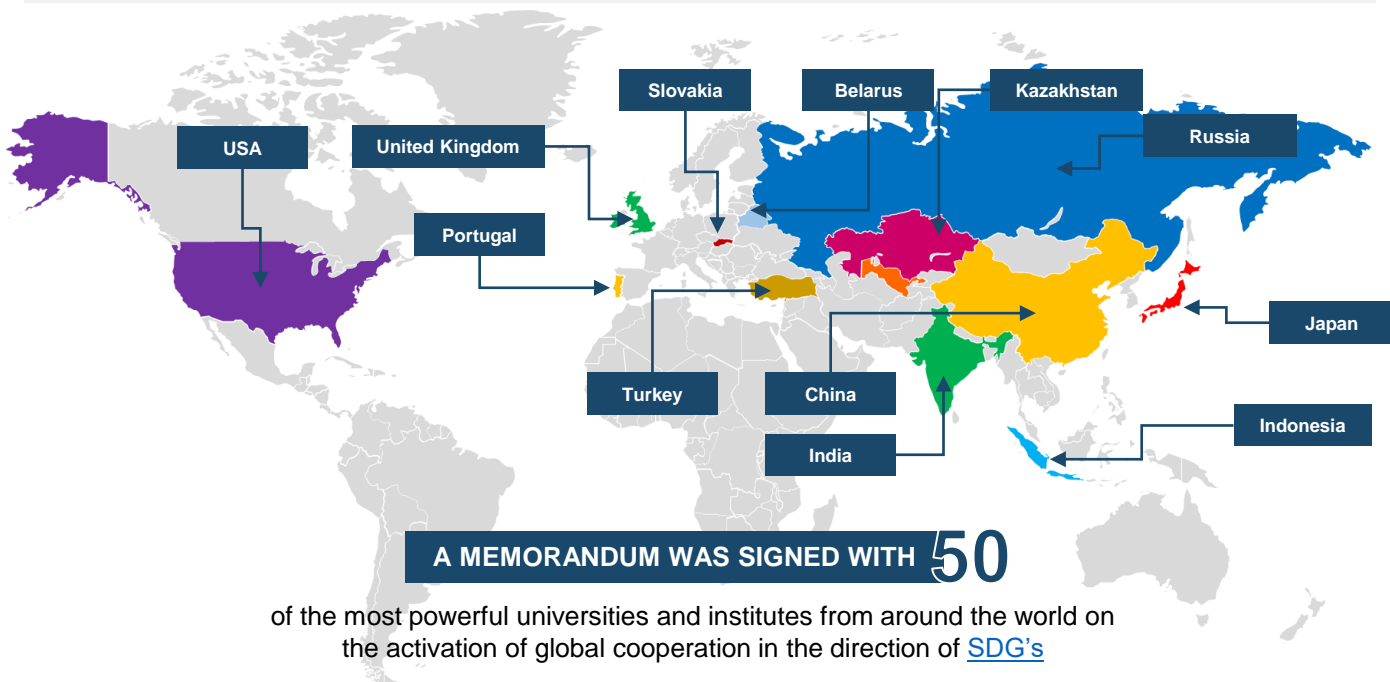 Slovakia
Belarus
Kazakhstan
Russia
USA
United Kingdom
Portugal
Japan
Turkey
China
Indonesia
India
A MEMORANDUM WAS SIGNED WITH 50
of the most powerful universities and institutes from around the world on
the activation of global cooperation in the direction of SDG's